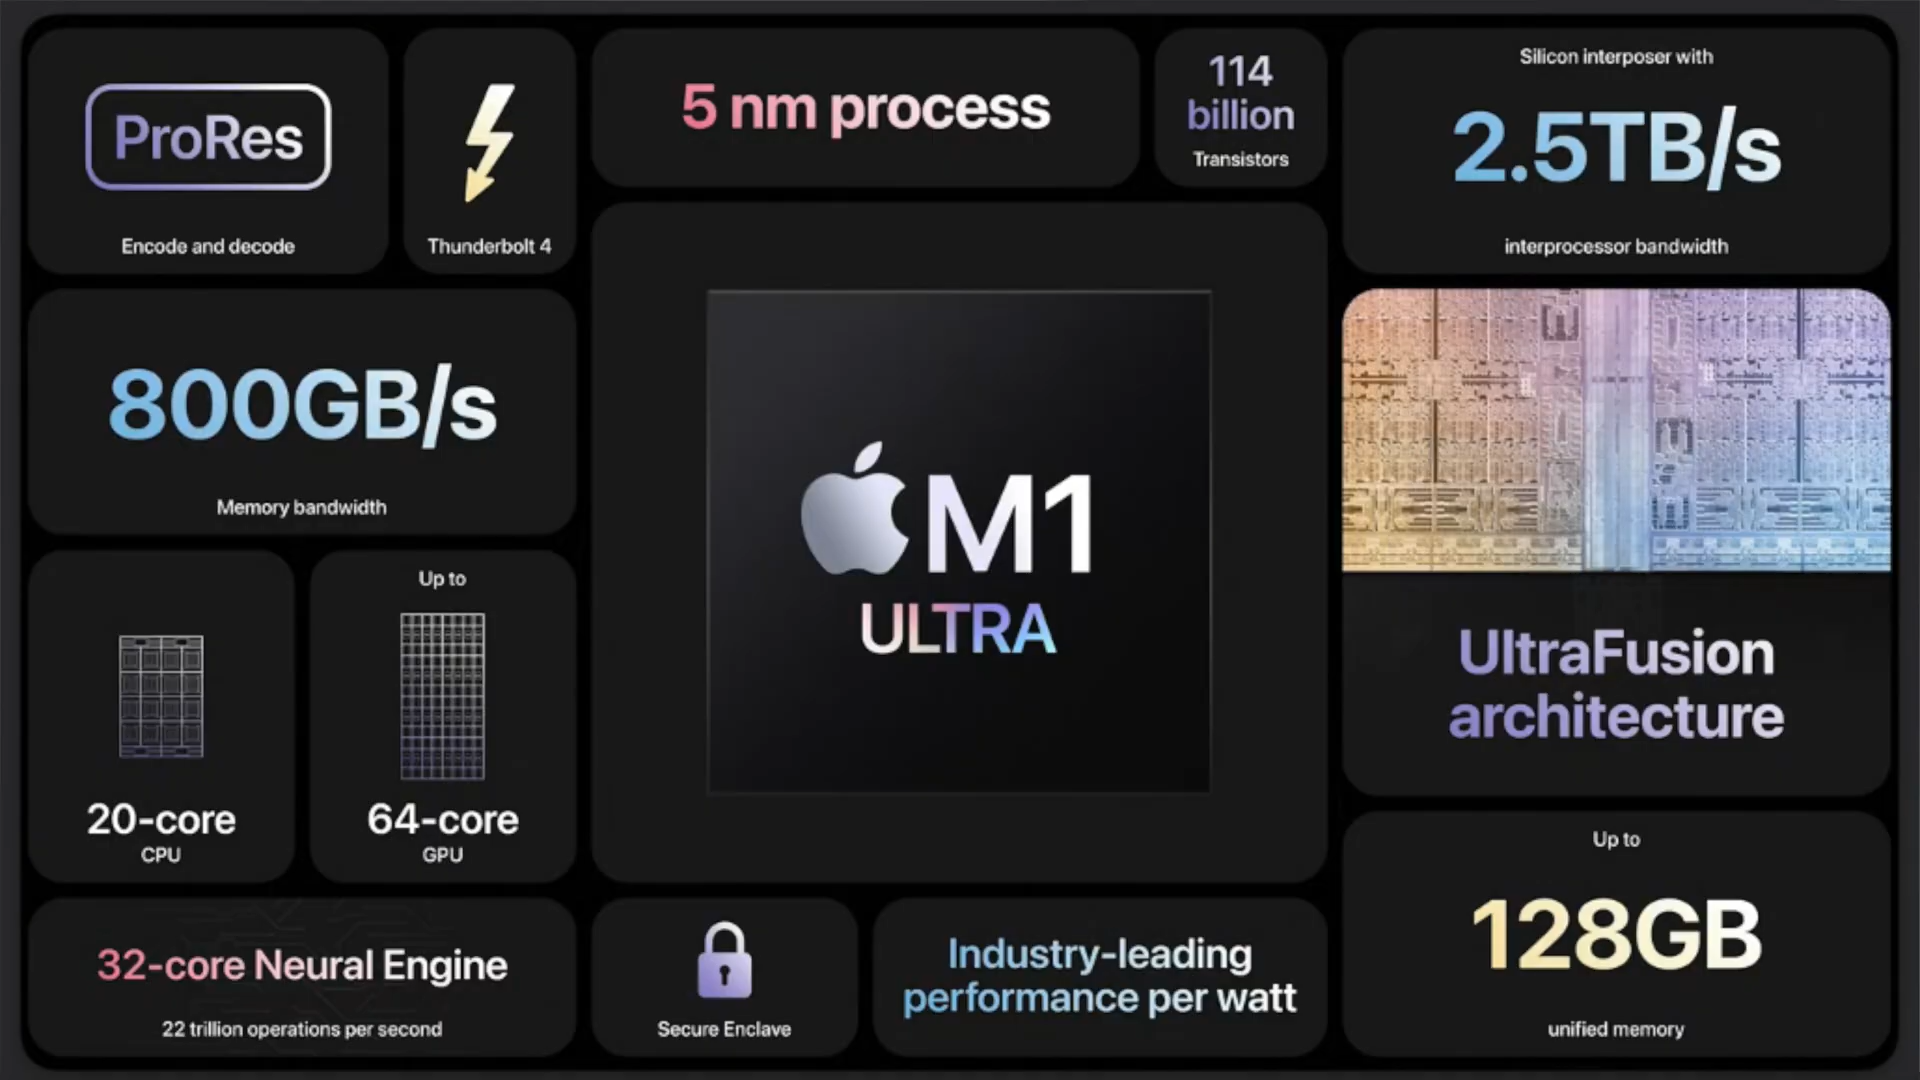 ProRes
Encode and decode
Thunderbolt 4
5 nm process
114
billion
Transistors
Silicon interposer with
2.5TB/s
interprocessor bandwidth
800GB/s
Memory bandwidth
M1
ULTRA
UltraFusion
architecture
20-core
CPU
Up to
64-core
GPU
32-core Neural Engine
22 trillion operations per second
Secure Enclave
Industry-leading
performance per watt
Up to
128GB
unified memory